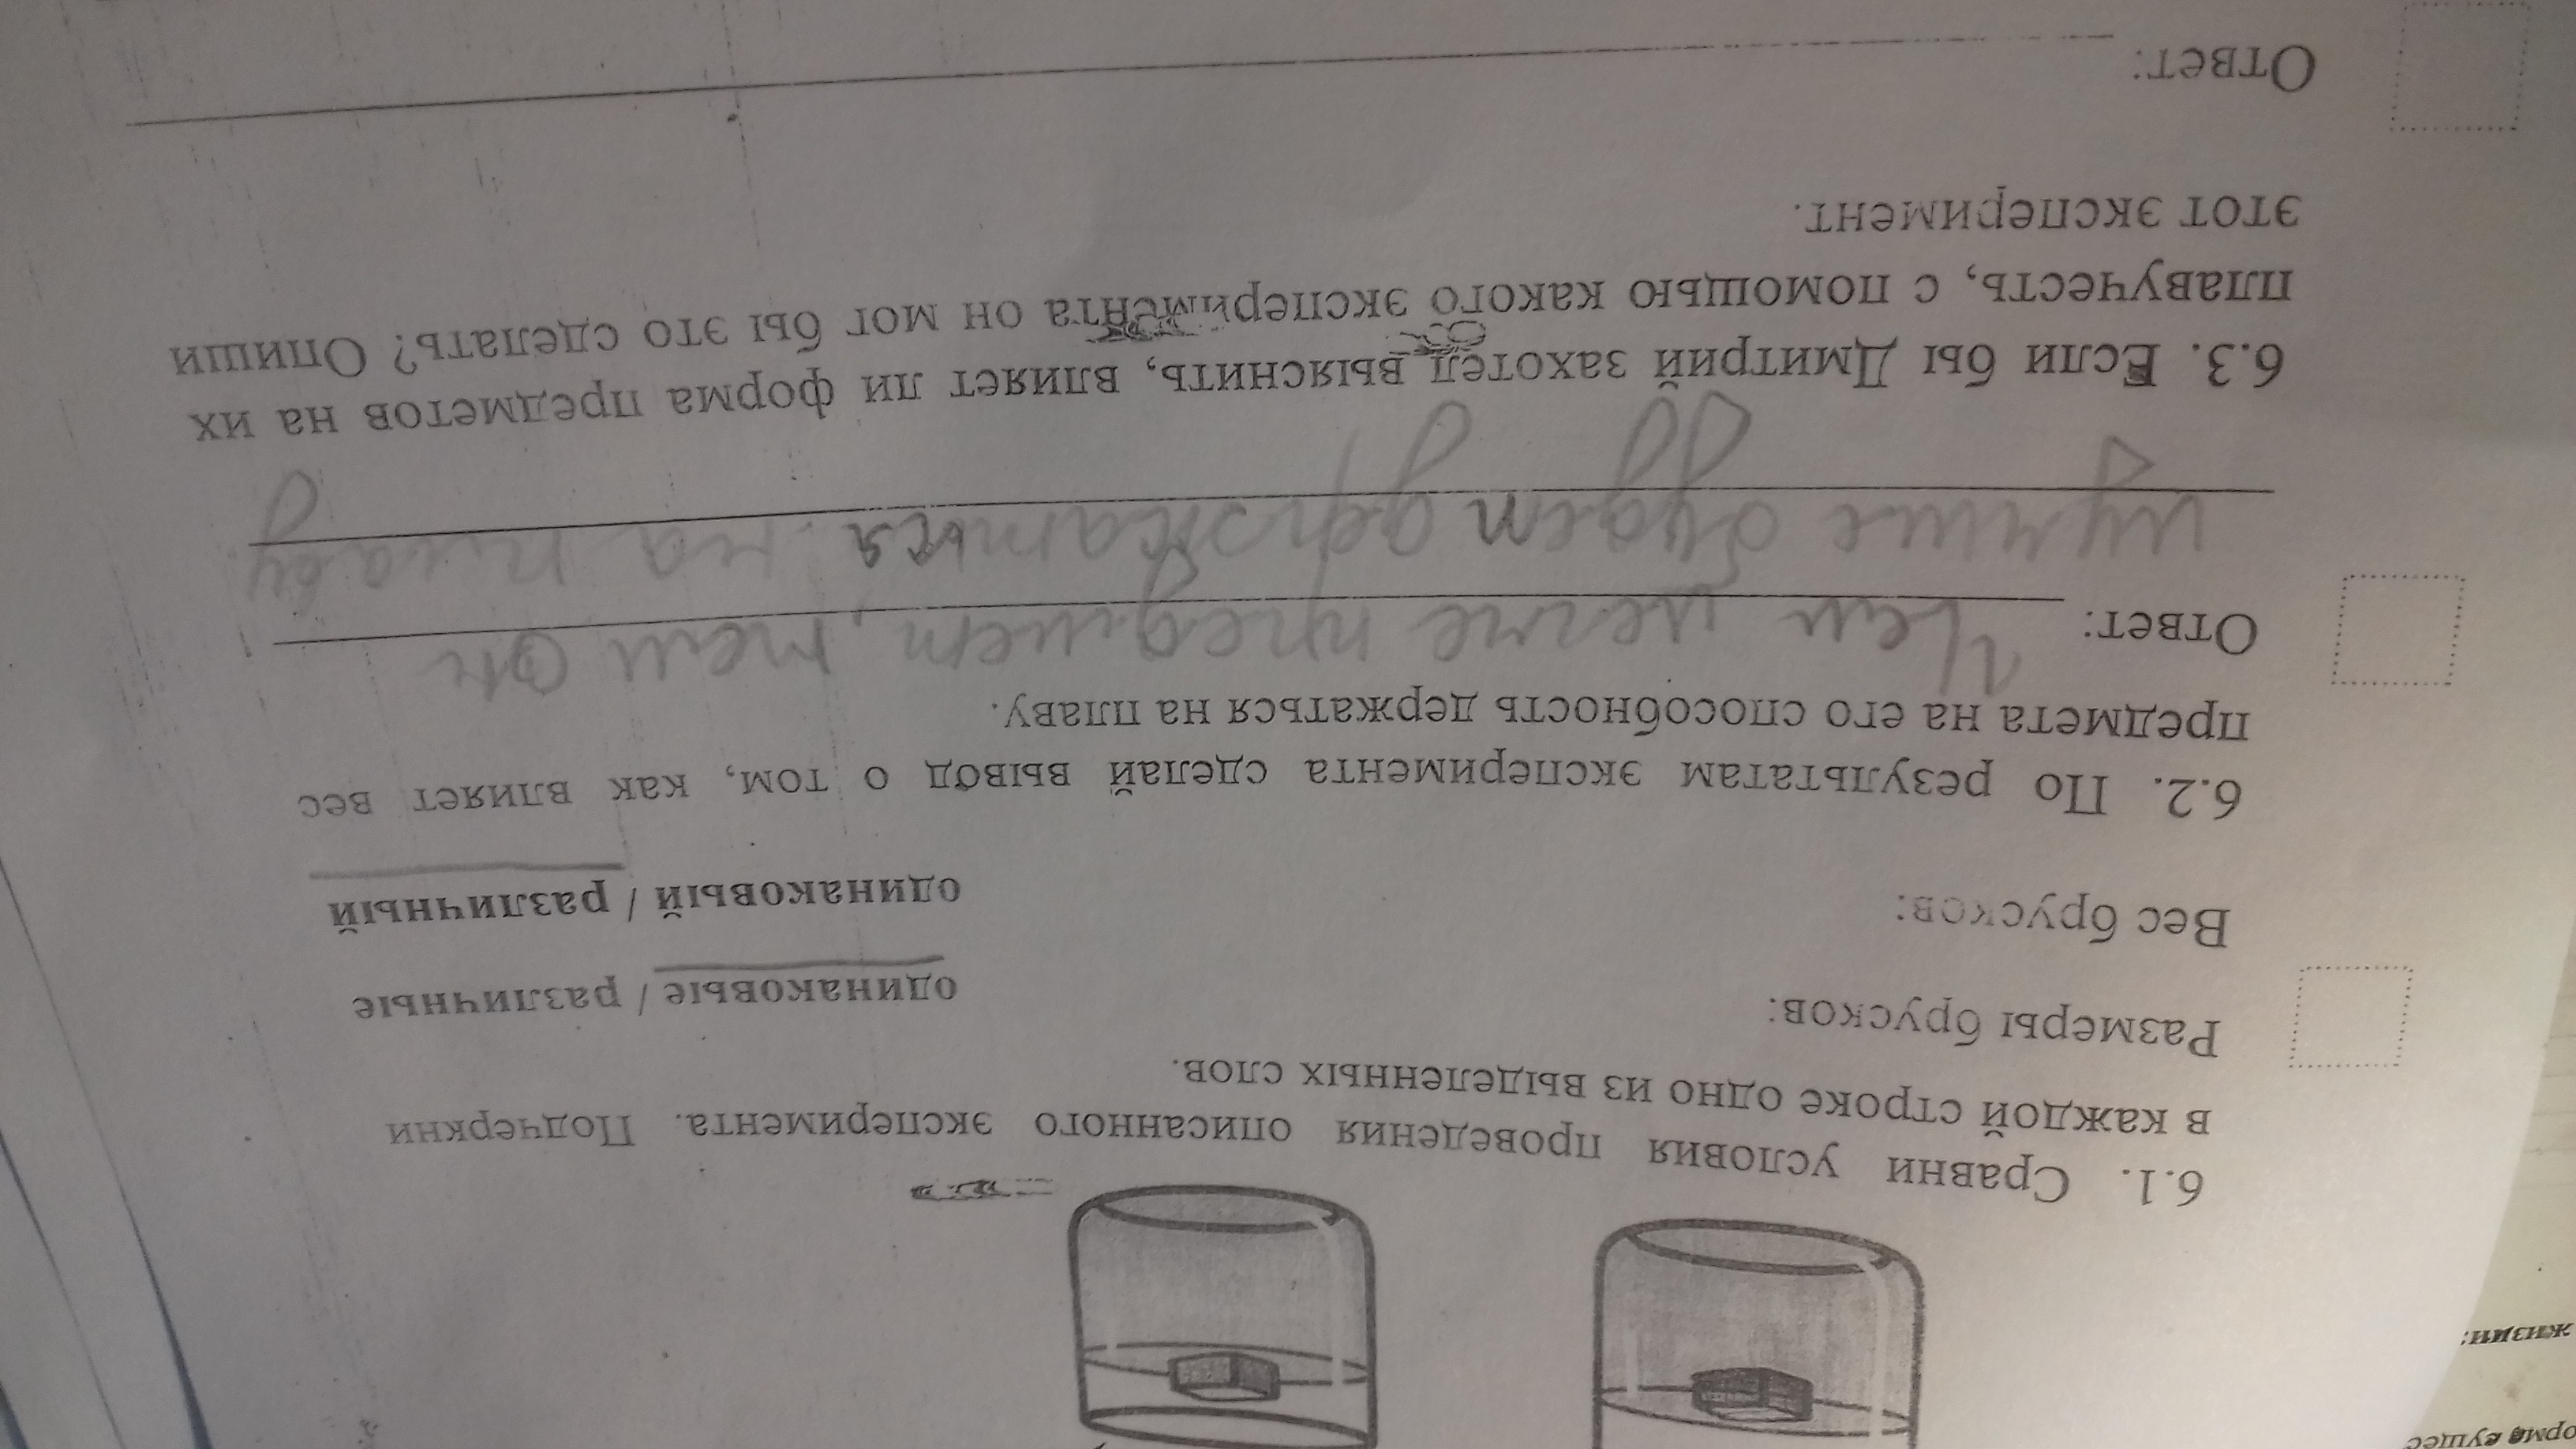 6.1. Сравни условия проведения описанного эксперимента. Подчеркни
в каждой строке одно из выделенных слов.
Размеры брусков: одинаковые / различные
Вес брусков: одинаковый / различный
6.2. По результатам эксперимента сделай вывод о том, как влияет вес
предмета на его способность держаться на плаву.
Ответ: Чем легче предмет, тем он
лучше будет держаться на плаву.
6.3. Если бы Дмитрий захотел выяснить, влияет ли форма предметов на их
плавучесть, с помощью какого эксперимента он мог бы это сделать? Опиши
этот эксперимент.
Ответ:
жизни: